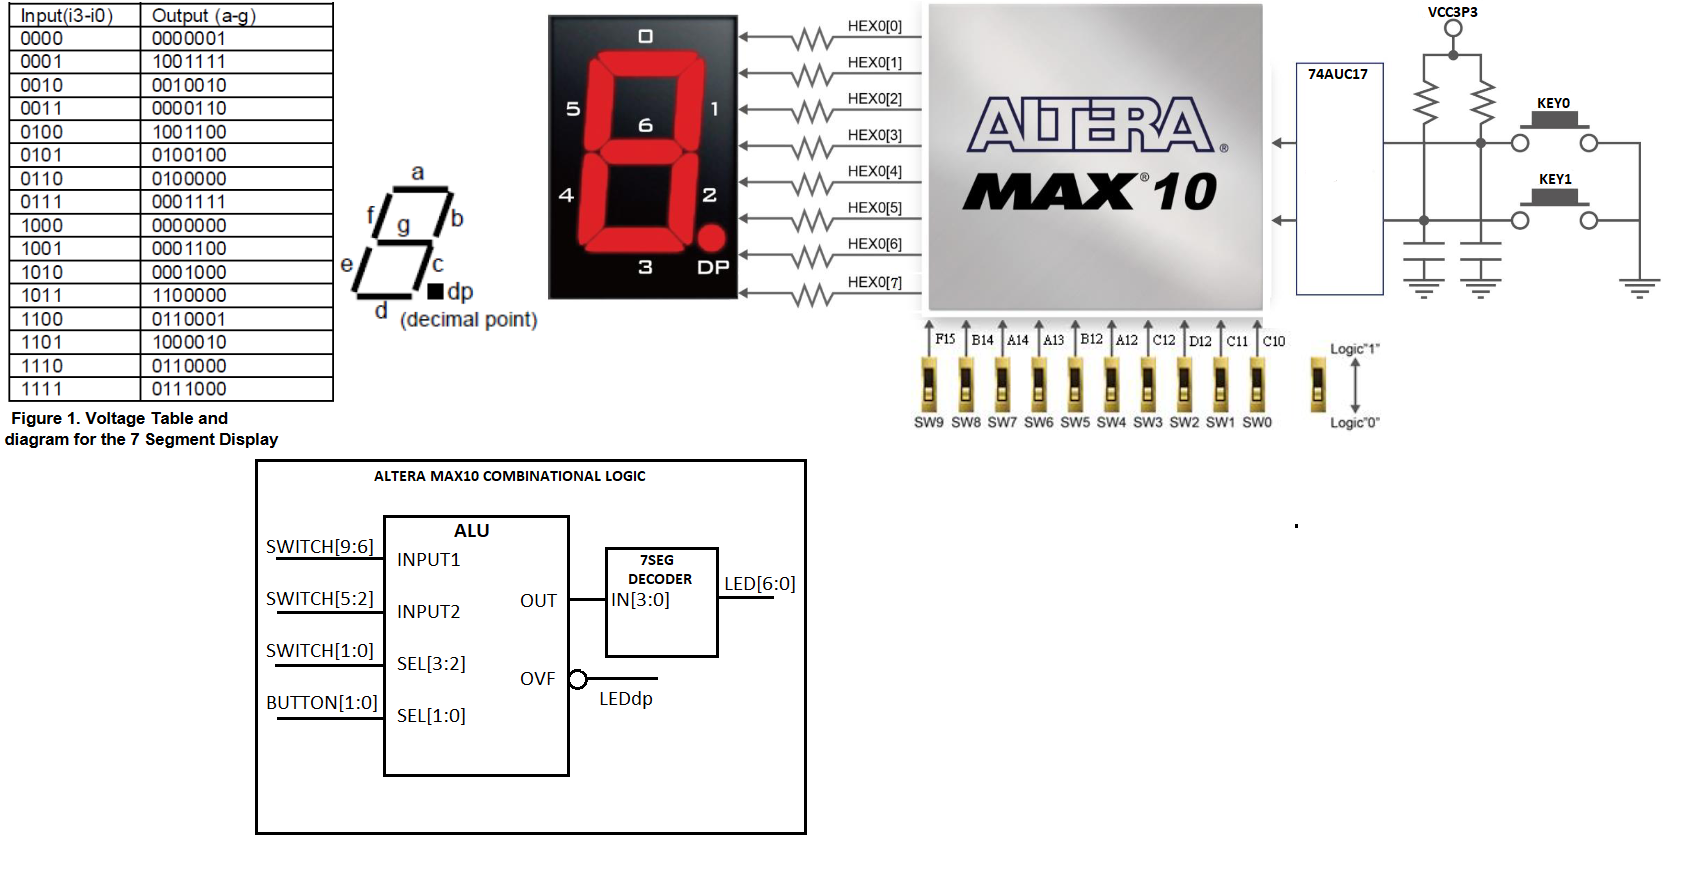 Input(i3-i0) Output (a-g)
0000 0000001
0001 1001111
0010 0010010
0011 0000110
0100 1001100
0101 0100100
0110 0100000
0111 0001111
1000 0000000
1001 0001100
1010 0001000
1011 1100000
1100 0110001
1101 1000010
1110 0110000
1111 0111000
Figure 1. Voltage Table and
diagram for the 7 Segment Display
a
f
b
g
e
c
dp
d
(decimal point)
0
5
1
6
4
2
3
DP
HEX0[0]
HEX0[1]
HEX0[2]
HEX0[3]
HEX0[4]
HEX0[5]
HEX0[6]
HEX0[7]
ALTERA®
MAX®10
74AUC17
VCC3P3
KEY0
KEY1
F15 B14 A14 A13 B12 A12 C12 D12 C11 C10
SW9 SW8 SW7 SW6 SW5 SW4 SW3 SW2 SW1 SW0
Logic"1"
Logic"0"
ALTERA MAX10 COMBINATIONAL LOGIC
ALU
SWITCH[9:6]
INPUT1
SWITCH[5:2]
INPUT2
SWITCH[1:0]
SEL[3:2]
BUTTON[1:0]
SEL[1:0]
OUT
OVF
7SEG
DECODER
IN[3:0]
LED[6:0]
LEDdp